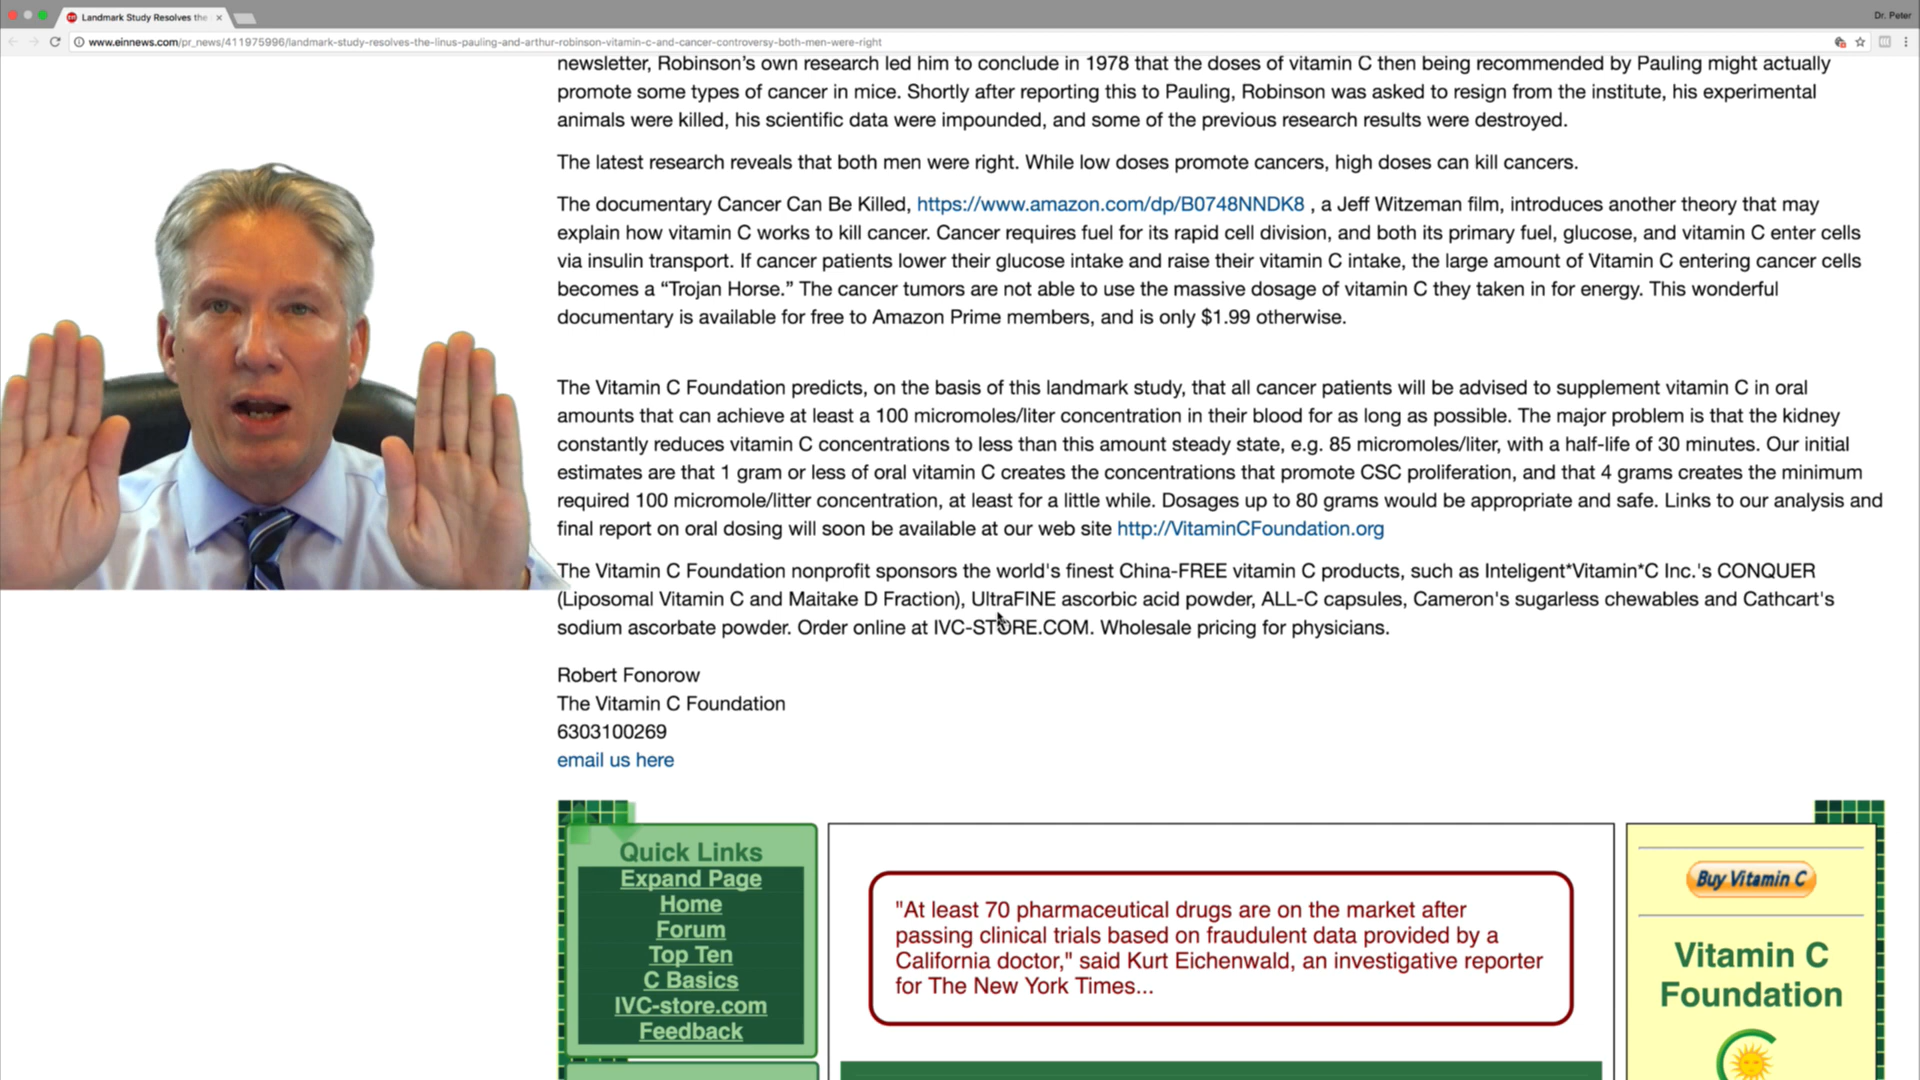 Landmark Study Resolves the
Dr. Peter
www.einnews.com/pr_news/411975996/landmark-study-resolves-the-linus-pauling-and-arthur-robinson-vitamin-c-and-cancer-controversy-both-men-were-right
newsletter, Robinson’s own research led him to conclude in 1978 that the doses of vitamin C then being recommended by Pauling might actually
promote some types of cancer in mice. Shortly after reporting this to Pauling, Robinson was asked to resign from the institute, his experimental
animals were killed, his scientific data were impounded, and some of the previous research results were destroyed.
The latest research reveals that both men were right. While low doses promote cancers, high doses can kill cancers.
The documentary Cancer Can Be Killed, https://www.amazon.com/dp/B0748NNDK8 , a Jeff Witzeman film, introduces another theory that may
explain how vitamin C works to kill cancer. Cancer requires fuel for its rapid cell division, and both its primary fuel, glucose, and vitamin C enter cells
via insulin transport. If cancer patients lower their glucose intake and raise their vitamin C intake, the large amount of Vitamin C entering cancer cells
becomes a “Trojan Horse.” The cancer tumors are not able to use the massive dosage of vitamin C they taken in for energy. This wonderful
documentary is available for free to Amazon Prime members, and is only $1.99 otherwise.
The Vitamin C Foundation predicts, on the basis of this landmark study, that all cancer patients will be advised to supplement vitamin C in oral
amounts that can achieve at least a 100 micromoles/liter concentration in their blood for as long as possible. The major problem is that the kidney
constantly reduces vitamin C concentrations to less than this amount steady state, e.g. 85 micromoles/liter, with a half-life of 30 minutes. Our initial
estimates are that 1 gram or less of oral vitamin C creates the concentrations that promote CSC proliferation, and that 4 grams creates the minimum
required 100 micromole/litter concentration, at least for a little while. Dosages up to 80 grams would be appropriate and safe. Links to our analysis and
final report on oral dosing will soon be available at our web site http://VitaminCFoundation.org
The Vitamin C Foundation nonprofit sponsors the world's finest China-FREE vitamin C products, such as Inteligent*Vitamin*C Inc.'s CONQUER
(Liposomal Vitamin C and Maitake D Fraction), UltraFINE ascorbic acid powder, ALL-C capsules, Cameron's sugarless chewables and Cathcart's
sodium ascorbate powder. Order online at IVC-STORE.COM. Wholesale pricing for physicians.
Robert Fonorow
The Vitamin C Foundation
6303100269
email us here
Quick Links
Expand Page
Home
Forum
Top Ten
C Basics
IVC-store.com
Feedback
"At least 70 pharmaceutical drugs are on the market after
passing clinical trials based on fraudulent data provided by a
California doctor," said Kurt Eichenwald, an investigative reporter
for The New York Times...
Buy Vitamin C
Vitamin C
Foundation